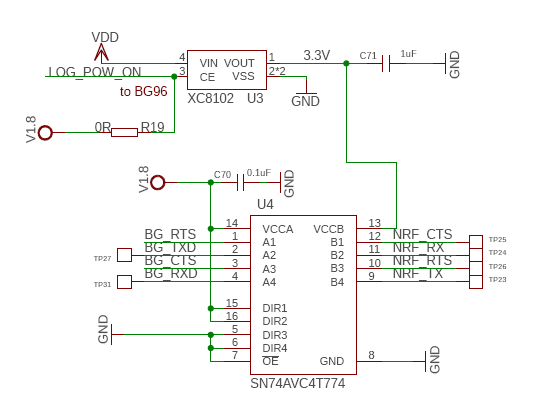 VDD
4 VIN VOUT 1 3.3V C71 1uF GND
LOG_POW_ON 3 CE VSS 2*2
to BG96 XC8102 U3 GND
V1.8 0R R19
V1.8 C70 0.1uF GND
U4
14 VCCA VCCB 13
BG_RTS 1 A1 B1 12 NRF_CTS TP25
BG_TXD 2 A2 B2 11 NRF_RX TP24
TP27
BG_CTS 3 A3 B3 10 NRF_RTS TP26
BG_RXD 4 A4 B4 9 NRF_TX TP23
TP31
15 DIR1
16 DIR2
GND 5 DIR3
6 DIR4
7 OE GND 8 GND
SN74AVC4T774